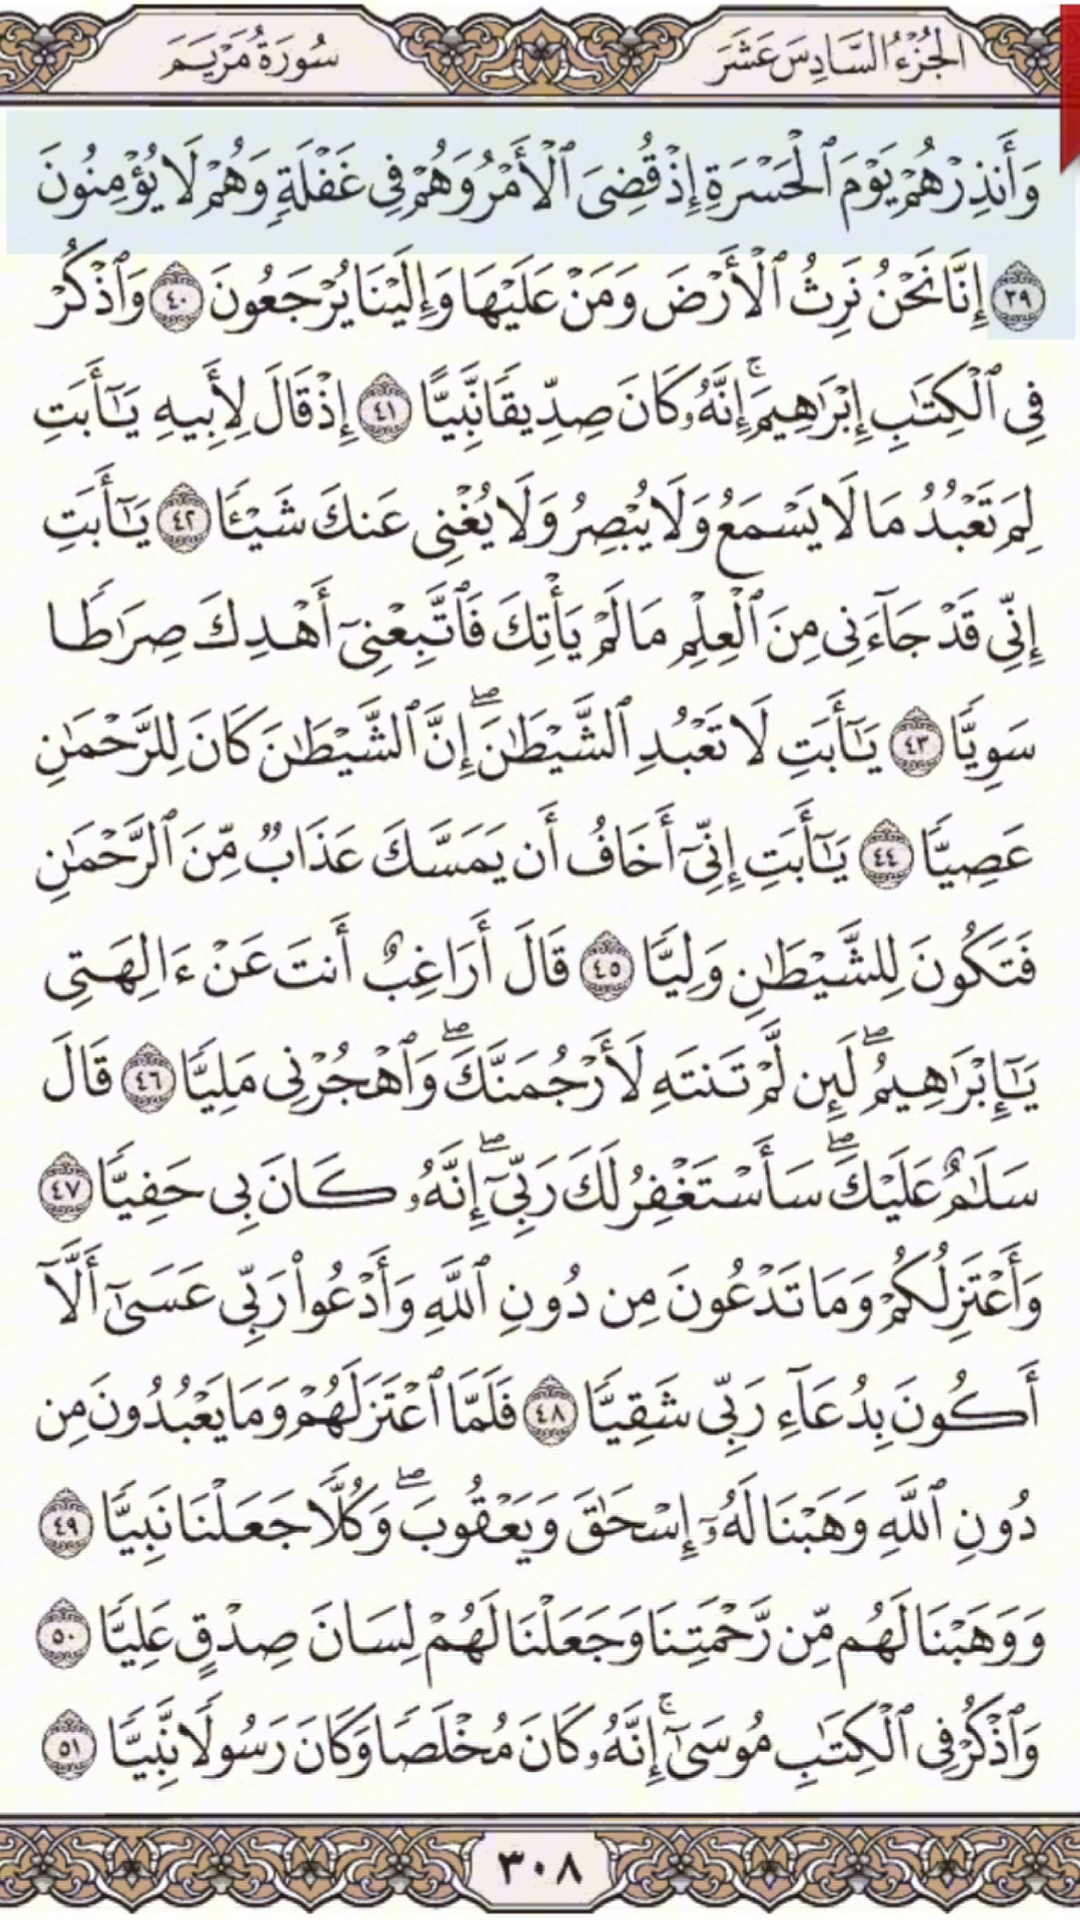 الجُزْءُ السَّادِسَ عَشَرَ
سُورَةُ مَرْيَمَ
وَأَنذِرْهُمْ يَوْمَ ٱلْحَسْرَةِ إِذْ قُضِىَ ٱلْأَمْرُ وَهُمْ فِى غَفْلَةٍ وَهُمْ لَا يُؤْمِنُونَ
٣٩ إِنَّا نَحْنُ نَرِثُ ٱلْأَرْضَ وَمَنْ عَلَيْهَا وَإِلَيْنَا يُرْجَعُونَ ٤٠ وَٱذْكُرْ
فِى ٱلْكِتَٰبِ إِبْرَٰهِيمَۚ إِنَّهُۥ كَانَ صِدِّيقًا نَّبِيًّا ٤١ إِذْ قَالَ لِأَبِيهِ يَٰٓأَبَتِ
لِمَ تَعْبُدُ مَا لَا يَسْمَعُ وَلَا يُبْصِرُ وَلَا يُغْنِى عَنكَ شَيْـًٔا ٤٢ يَٰٓأَبَتِ
إِنِّى قَدْ جَآءَنِى مِنَ ٱلْعِلْمِ مَا لَمْ يَأْتِكَ فَٱتَّبِعْنِىٓ أَهْدِكَ صِرَٰطًا
سَوِيًّا ٤٣ يَٰٓأَبَتِ لَا تَعْبُدِ ٱلشَّيْطَٰنَۖ إِنَّ ٱلشَّيْطَٰنَ كَانَ لِلرَّحْمَٰنِ
عَصِيًّا ٤٤ يَٰٓأَبَتِ إِنِّىٓ أَخَافُ أَن يَمَسَّكَ عَذَابٌ مِّنَ ٱلرَّحْمَٰنِ
فَتَكُونَ لِلشَّيْطَٰنِ وَلِيًّا ٤٥ قَالَ أَرَاغِبٌ أَنتَ عَنْ ءَالِهَتِى
يَٰٓإِبْرَٰهِيمُۖ لَئِن لَّمْ تَنتَهِ لَأَرْجُمَنَّكَۖ وَٱهْجُرْنِى مَلِيًّا ٤٦ قَالَ
سَلَٰمٌ عَلَيْكَۖ سَأَسْتَغْفِرُ لَكَ رَبِّىٓۖ إِنَّهُۥ كَانَ بِى حَفِيًّا ٤٧
وَأَعْتَزِلُكُمْ وَمَا تَدْعُونَ مِن دُونِ ٱللَّهِ وَأَدْعُوا۟ رَبِّى عَسَىٰٓ أَلَّآ
أَكُونَ بِدُعَآءِ رَبِّى شَقِيًّا ٤٨ فَلَمَّا ٱعْتَزَلَهُمْ وَمَا يَعْبُدُونَ مِن
دُونِ ٱللَّهِ وَهَبْنَا لَهُۥٓ إِسْحَٰقَ وَيَعْقُوبَۖ وَكُلًّا جَعَلْنَا نَبِيًّا ٤٩
وَوَهَبْنَا لَهُم مِّن رَّحْمَتِنَا وَجَعَلْنَا لَهُمْ لِسَانَ صِدْقٍ عَلِيًّا ٥٠
وَٱذْكُرْ فِى ٱلْكِتَٰبِ مُوسَىٰٓۚ إِنَّهُۥ كَانَ مُخْلَصًا وَكَانَ رَسُولًا نَّبِيًّا ٥١
٣٠٨